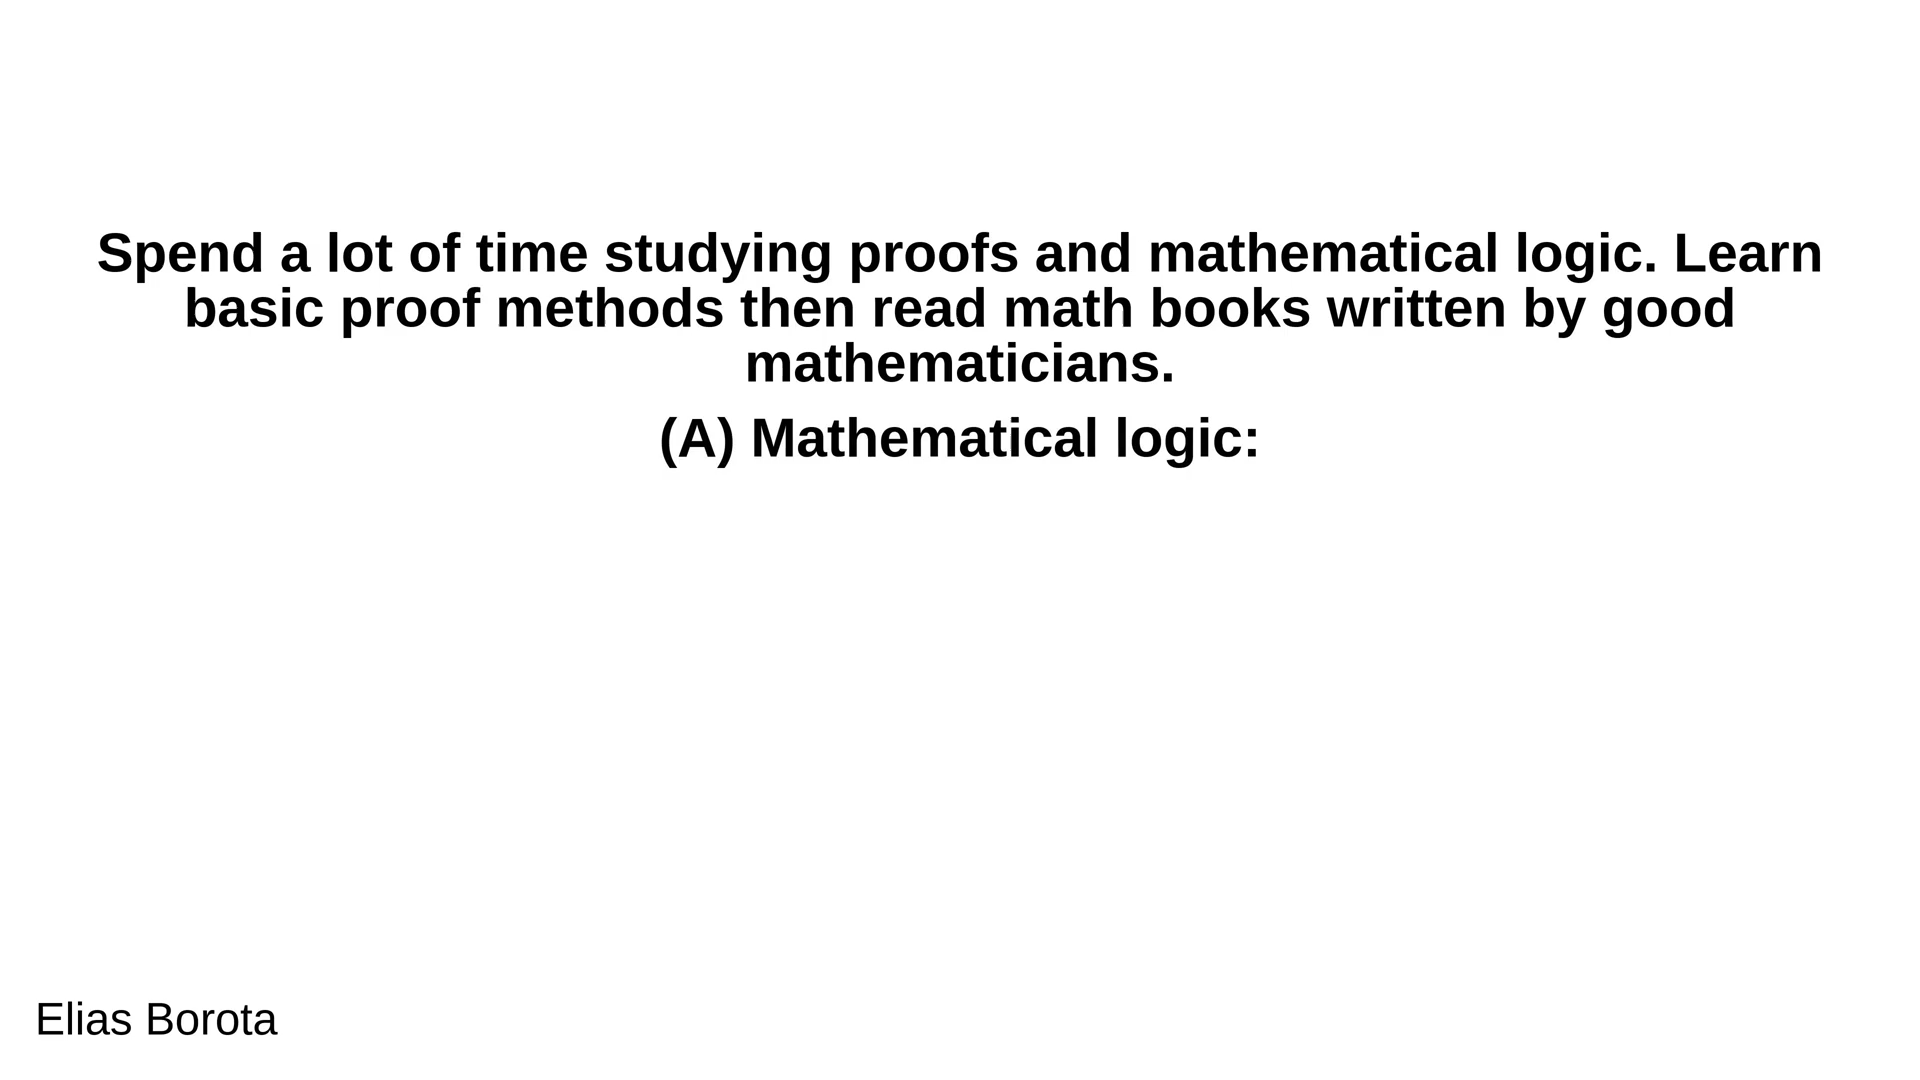 Spend a lot of time studying proofs and mathematical logic. Learn
basic proof methods then read math books written by good
mathematicians.
(A) Mathematical logic:
Elias Borota